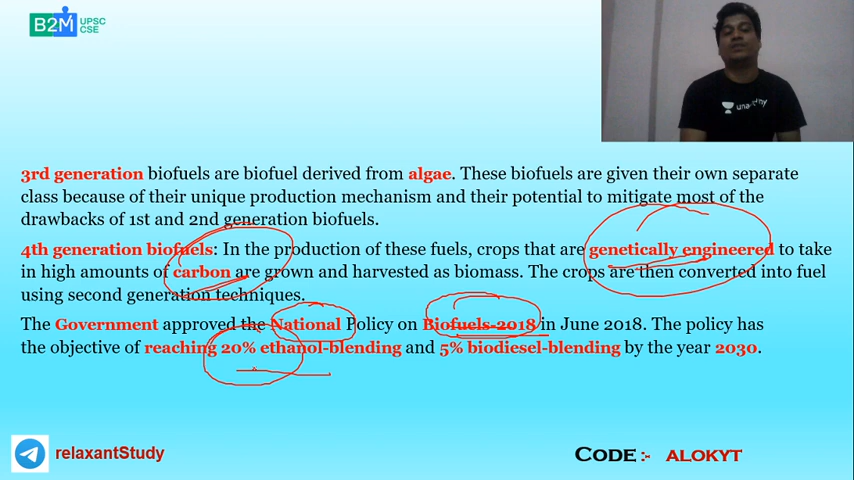 B2M UPSC
CSE
unacademy
3rd generation biofuels are biofuel derived from algae. These biofuels are given their own separate
class because of their unique production mechanism and their potential to mitigate most of the
drawbacks of 1st and 2nd generation biofuels.
4th generation biofuels: In the production of these fuels, crops that are genetically engineered to take
in high amounts of carbon are grown and harvested as biomass. The crops are then converted into fuel
using second generation techniques.
The Government approved the National Policy on Biofuels-2018 in June 2018. The policy has
the objective of reaching 20% ethanol-blending and 5% biodiesel-blending by the year 2030.
relaxantStudy
CODE :- ALOKYT